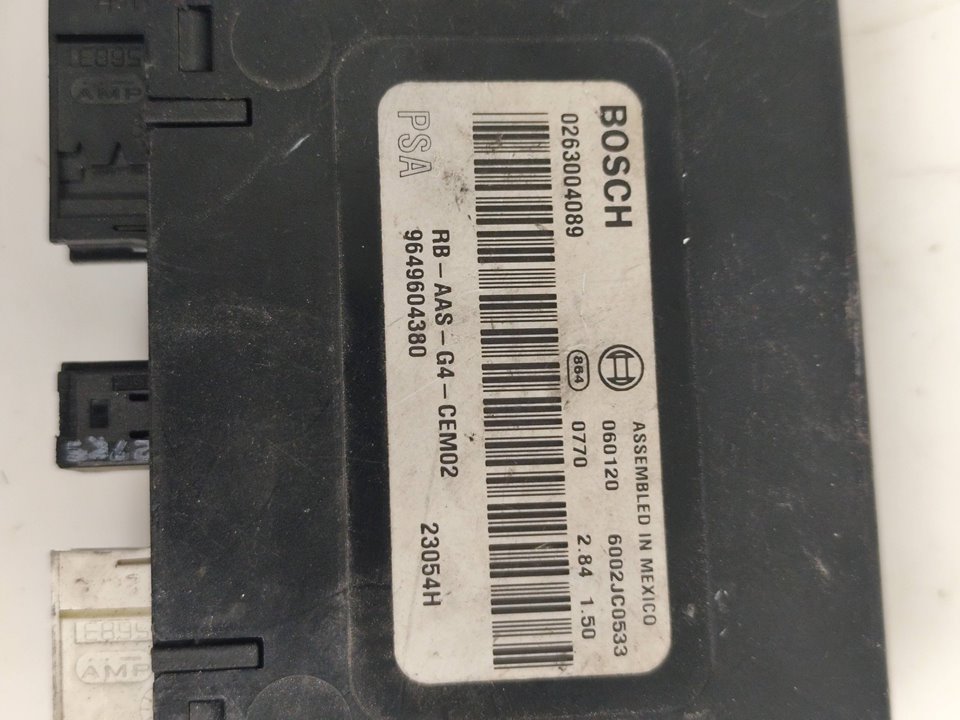 BOSCH
ASSEMBLED IN MEXICO
060120 6002JC0533
0263004089
864 0770 2.84 1.50
RB-AAS-G4-CEM02 23054H
9649604380
PSA
AMP
AMP